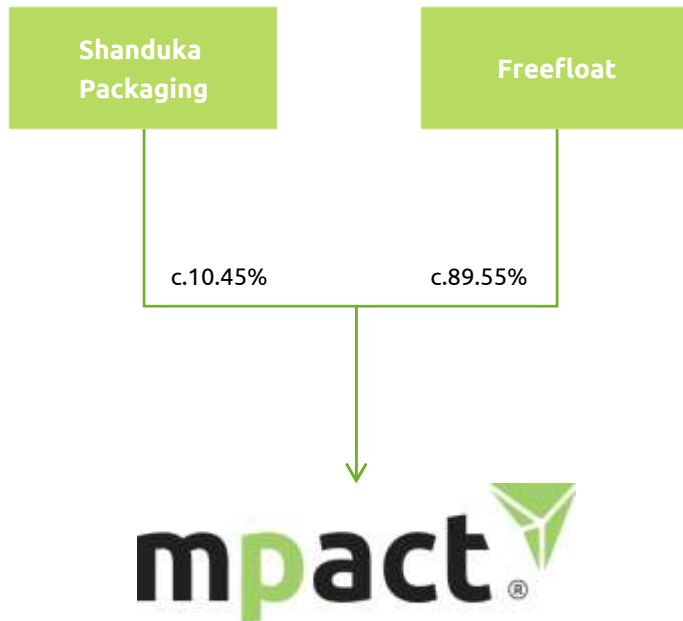 Shanduka
Packaging
Freefloat
c.10.45%
c.89.55%
mpact®